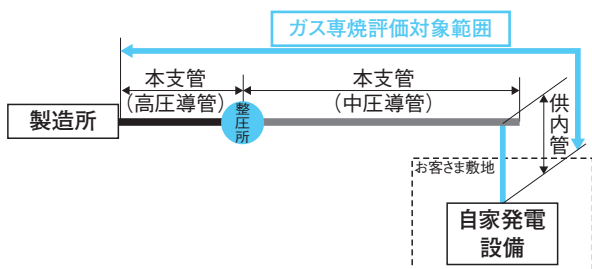 ガス専焼評価対象範囲
本支管
（高圧導管）
本支管
（中圧導管）
製造所
整圧所
供内管
お客さま敷地
自家発電
設備